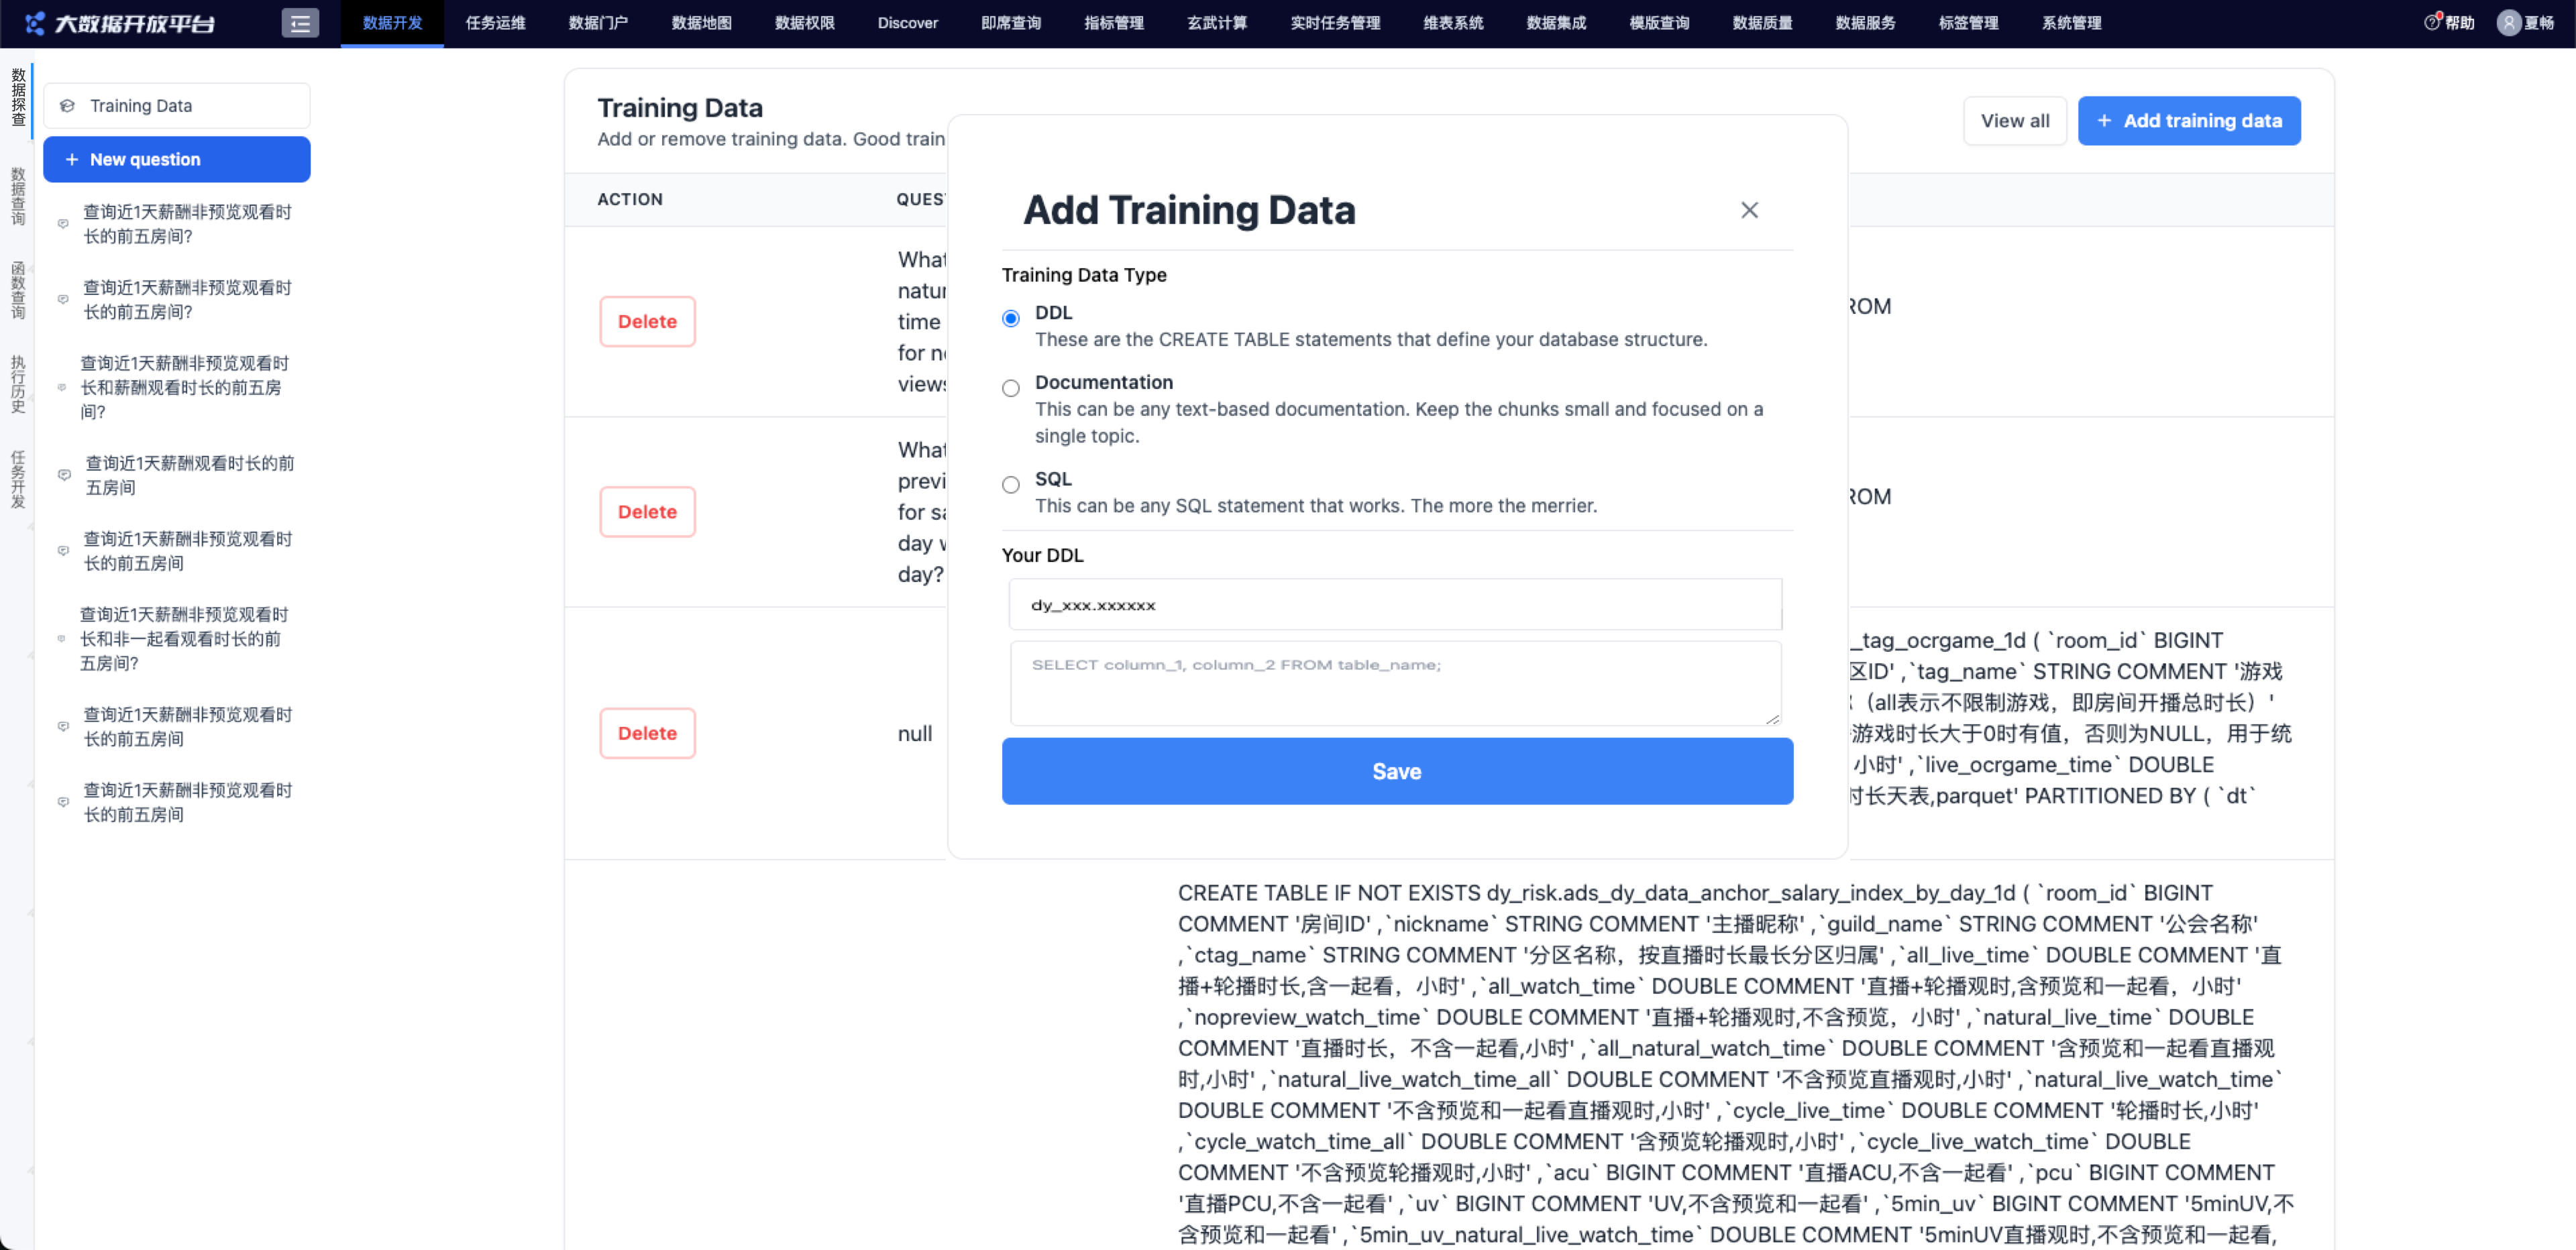 大数据开放平台
数据开发 任务运维 数据门户 数据地图 数据权限 Discover 即席查询 指标管理 玄武计算 实时任务管理 维表系统 数据集成 模版查询 数据质量 数据服务 标签管理 系统管理
帮助 夏畅
数据探查
数据查询
函数查询
执行历史
任务开发
Training Data
+ New question
查询近1天薪酬非预览观看时
长的前五房间?
查询近1天薪酬非预览观看时
长的前五房间?
查询近1天薪酬非预览观看时
长和薪酬观看时长的前五房
间?
查询近1天薪酬观看时长的前
五房间
查询近1天薪酬非预览观看时
长的前五房间
查询近1天薪酬非预览观看时
长和非一起看观看时长的前
五房间?
查询近1天薪酬非预览观看时
长的前五房间
查询近1天薪酬非预览观看时
长的前五房间
Training Data
Add or remove training data. Good train
View all
+ Add training data
ACTION QUES
Delete
What
natur
time
for n
views
ROM
Delete
What
previ
for sa
day w
day?
ROM
Delete
null
_tag_ocrgame_1d ( `room_id` BIGINT
区ID' ,`tag_name` STRING COMMENT '游戏
（all表示不限制游戏，即房间开播总时长）'
游戏时长大于0时有值，否则为NULL，用于统
小时' ,`live_ocrgame_time` DOUBLE
时长天表,parquet' PARTITIONED BY ( `dt`
Add Training Data
Training Data Type
DDL
These are the CREATE TABLE statements that define your database structure.
Documentation
This can be any text-based documentation. Keep the chunks small and focused on a
single topic.
SQL
This can be any SQL statement that works. The more the merrier.
Your DDL
dy_xxx.xxxxxx
SELECT column_1, column_2 FROM table_name;
Save
CREATE TABLE IF NOT EXISTS dy_risk.ads_dy_data_anchor_salary_index_by_day_1d ( `room_id` BIGINT
COMMENT '房间ID' ,`nickname` STRING COMMENT '主播昵称' ,`guild_name` STRING COMMENT '公会名称'
,`ctag_name` STRING COMMENT '分区名称，按直播时长最长分区归属' ,`all_live_time` DOUBLE COMMENT '直
播+轮播时长,含一起看，小时' ,`all_watch_time` DOUBLE COMMENT '直播+轮播观时,含预览和一起看，小时'
,`nopreview_watch_time` DOUBLE COMMENT '直播+轮播观时,不含预览，小时' ,`natural_live_time` DOUBLE
COMMENT '直播时长，不含一起看,小时' ,`all_natural_watch_time` DOUBLE COMMENT '含预览和一起看直播观
时,小时' ,`natural_live_watch_time_all` DOUBLE COMMENT '不含预览直播观时,小时' ,`natural_live_watch_time`
DOUBLE COMMENT '不含预览和一起看直播观时,小时' ,`cycle_live_time` DOUBLE COMMENT '轮播时长,小时'
,`cycle_watch_time_all` DOUBLE COMMENT '含预览轮播观时,小时' ,`cycle_live_watch_time` DOUBLE
COMMENT '不含预览轮播观时,小时' ,`acu` BIGINT COMMENT '直播ACU,不含一起看' ,`pcu` BIGINT COMMENT
'直播PCU,不含一起看' ,`uv` BIGINT COMMENT 'UV,不含预览和一起看' ,`5min_uv` BIGINT COMMENT '5minUV,不
含预览和一起看' ,`5min_uv_natural_live_watch_time` DOUBLE COMMENT '5minUV直播观时,不含预览和一起看,